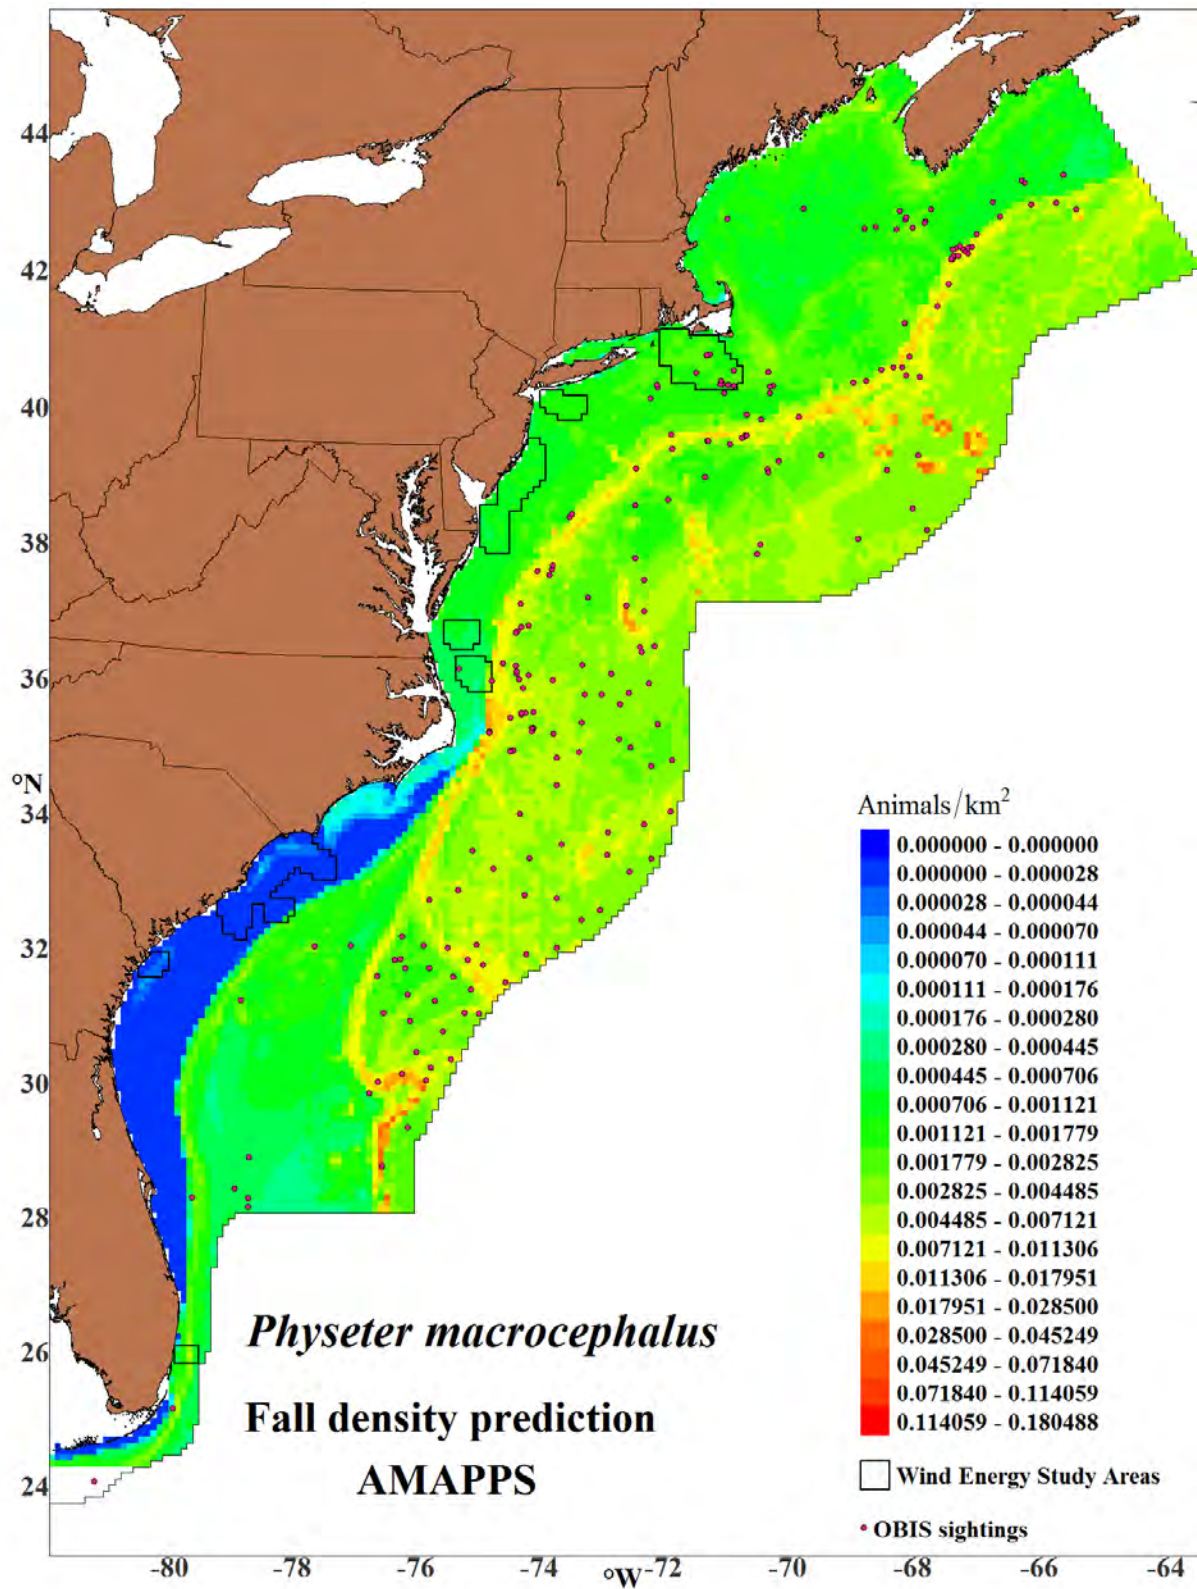 44
42
40
38
36
°N
34
32
30
28
26
24
Animals/km²
0.000000 - 0.000000
0.000000 - 0.000028
0.000028 - 0.000044
0.000044 - 0.000070
0.000070 - 0.000111
0.000111 - 0.000176
0.000176 - 0.000280
0.000280 - 0.000445
0.000445 - 0.000706
0.000706 - 0.001121
0.001121 - 0.001779
0.001779 - 0.002825
0.002825 - 0.004485
0.004485 - 0.007121
0.007121 - 0.011306
0.011306 - 0.017951
0.017951 - 0.028500
0.028500 - 0.045249
0.045249 - 0.071840
0.071840 - 0.114059
0.114059 - 0.180488
Wind Energy Study Areas
OBIS sightings
Physeter macrocephalus
Fall density prediction
AMAPPS
-80 -78 -76 -74 -72 -70 -68 -66 -64
°W